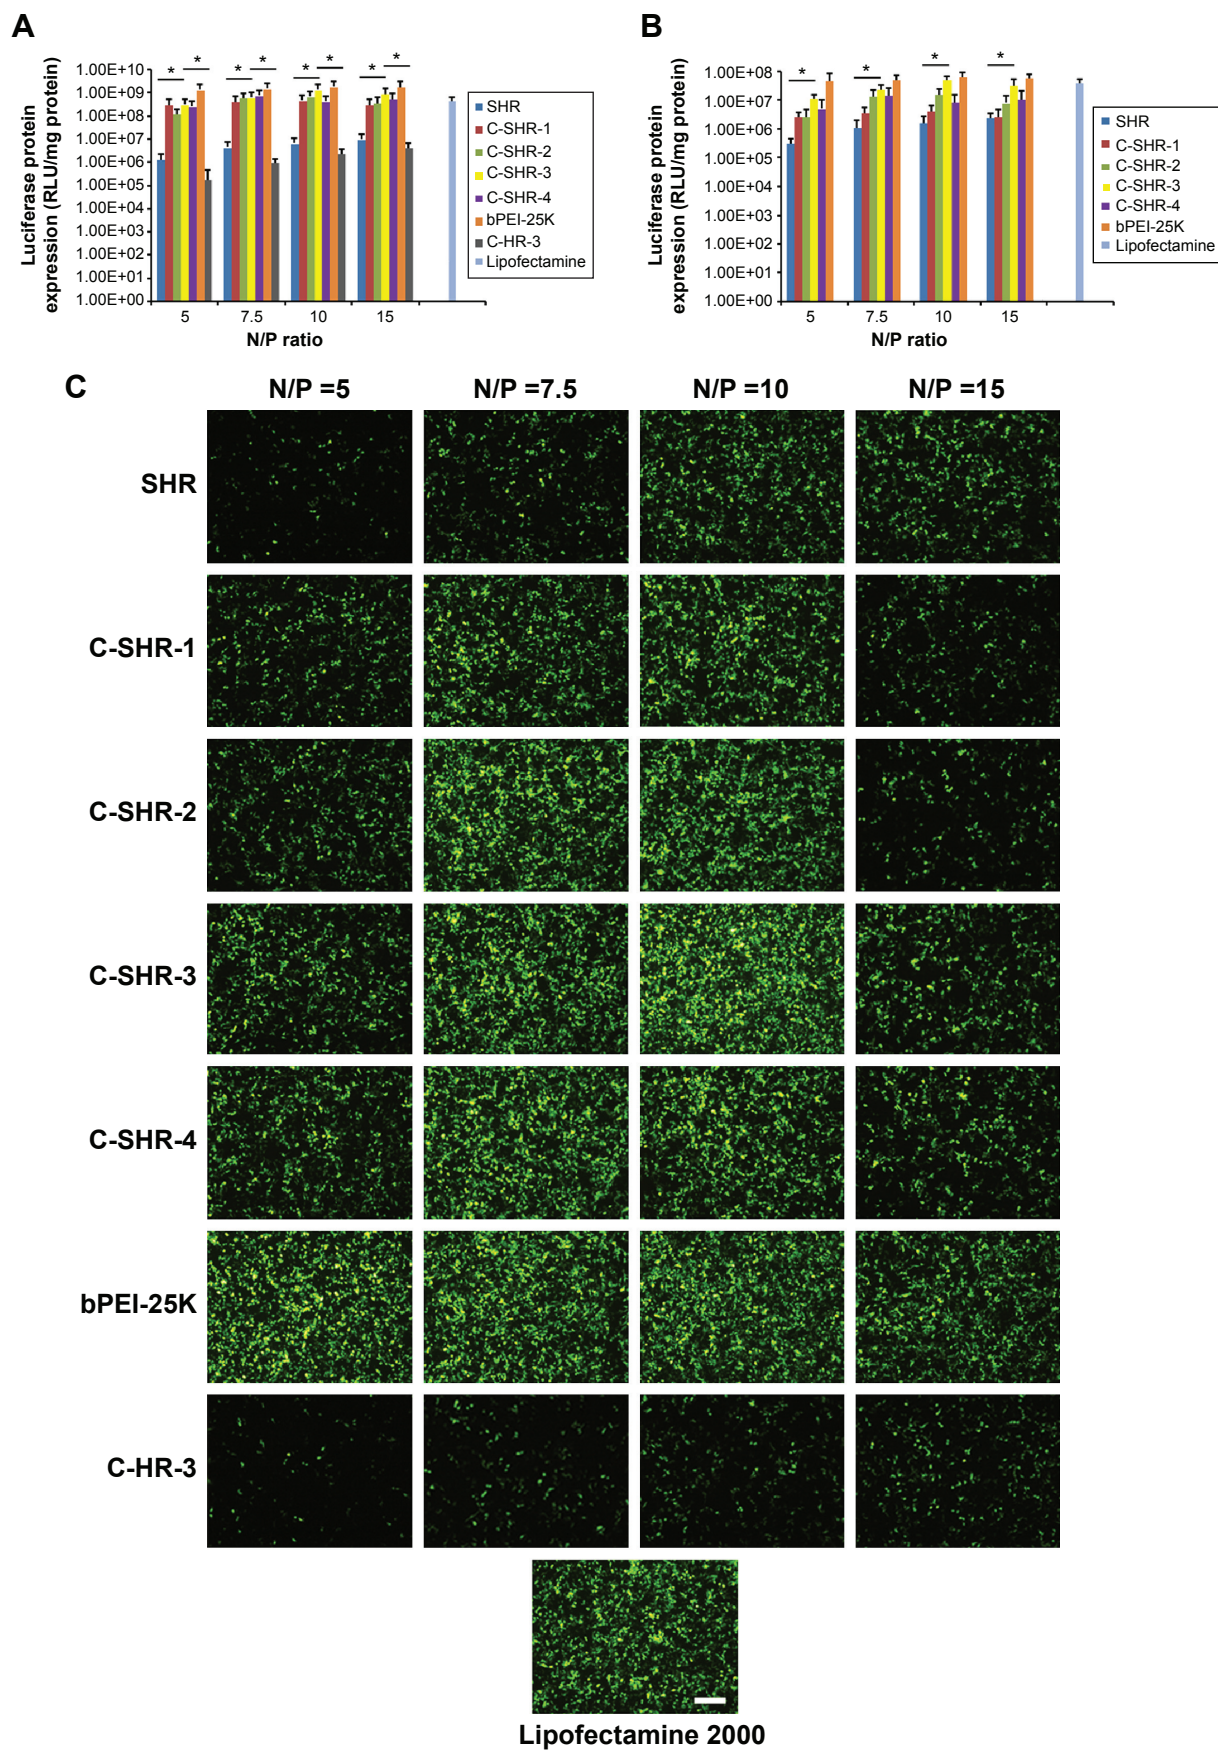 A
Luciferase protein
expression (RLU/mg protein)
1.00E+10
1.00E+09
1.00E+08
1.00E+07
1.00E+06
1.00E+05
1.00E+04
1.00E+03
1.00E+02
1.00E+01
1.00E+00
* * * * * * * *
5 7.5 10 15
N/P ratio
SHR
C-SHR-1
C-SHR-2
C-SHR-3
C-SHR-4
bPEI-25K
C-HR-3
Lipofectamine
B
Luciferase protein
expression (RLU/mg protein)
1.00E+08
1.00E+07
1.00E+06
1.00E+05
1.00E+04
1.00E+03
1.00E+02
1.00E+01
1.00E+00
* * * *
5 7.5 10 15
N/P ratio
SHR
C-SHR-1
C-SHR-2
C-SHR-3
C-SHR-4
bPEI-25K
Lipofectamine
C
N/P =5 N/P =7.5 N/P =10 N/P =15
SHR
C-SHR-1
C-SHR-2
C-SHR-3
C-SHR-4
bPEI-25K
C-HR-3
Lipofectamine 2000